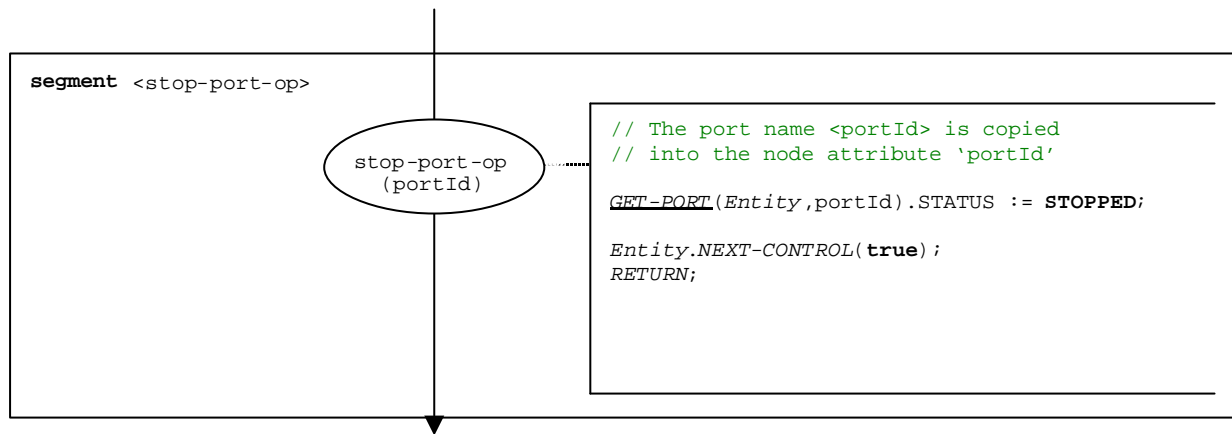 segment <stop-port-op>
stop-port-op
(portId)
// The port name <portId> is copied
// into the node attribute ‘portId’
GET-PORT(Entity,portId).STATUS := STOPPED;
Entity.NEXT-CONTROL(true);
RETURN;